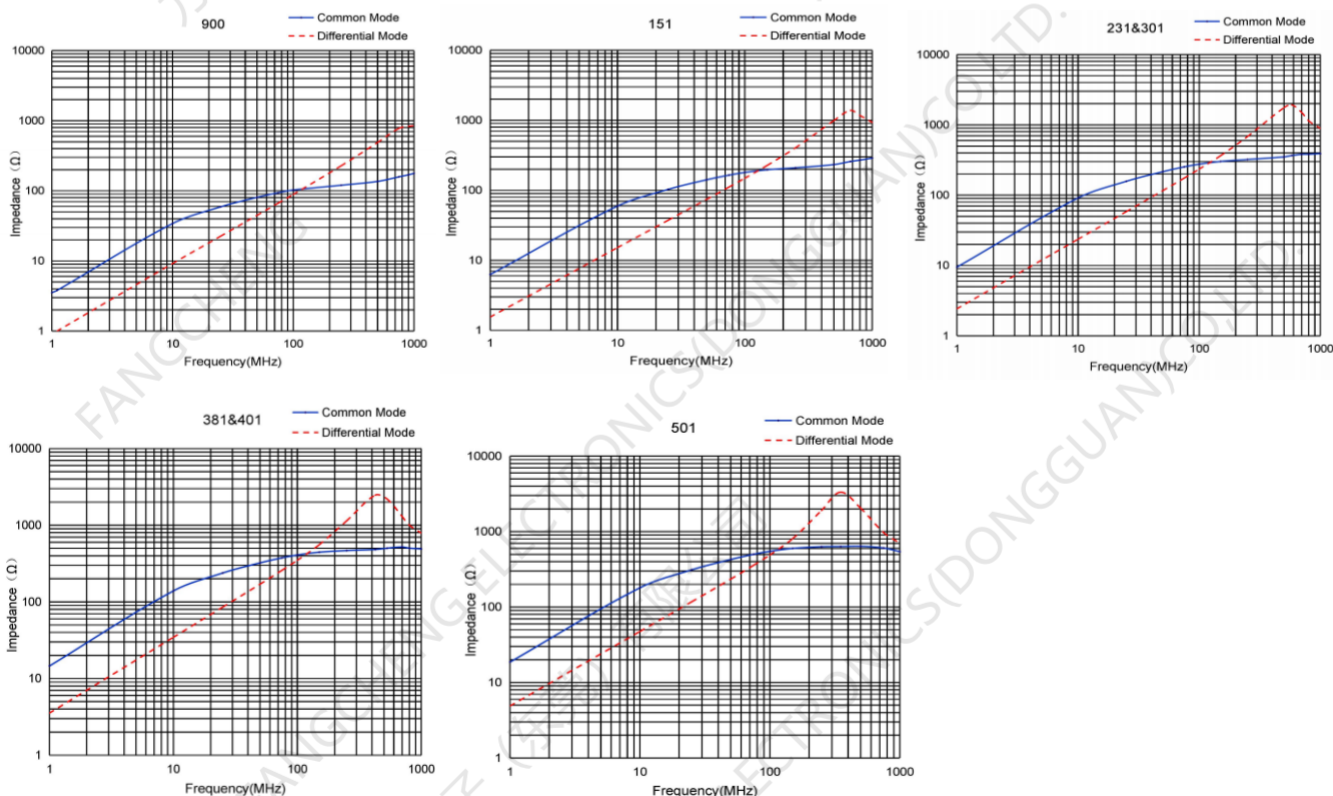 900
Common Mode
Differential Mode
Impedance（Ω）
10000
1000
100
10
1
1 10 100 1000
Frequency(MHz)
151
Common Mode
Differential Mode
Impedance（Ω）
10000
1000
100
10
1
1 10 100 1000
Frequency(MHz)
231&301
Common Mode
Differential Mode
Impedance（Ω）
10000
1000
100
10
1
1 10 100 1000
Frequency(MHz)
381&401
Common Mode
Differential Mode
Impedance（Ω）
10000
1000
100
10
1
1 10 100 1000
Frequency(MHz)
501
Common Mode
Differential Mode
Impedance（Ω）
10000
1000
100
10
1
1 10 100 1000
Frequency(MHz)
FANGCHENG ELECTRONICS(DONGGUAN)CO,LTD.
ELECTRONICS(DONGGUAN)CO,LTD.